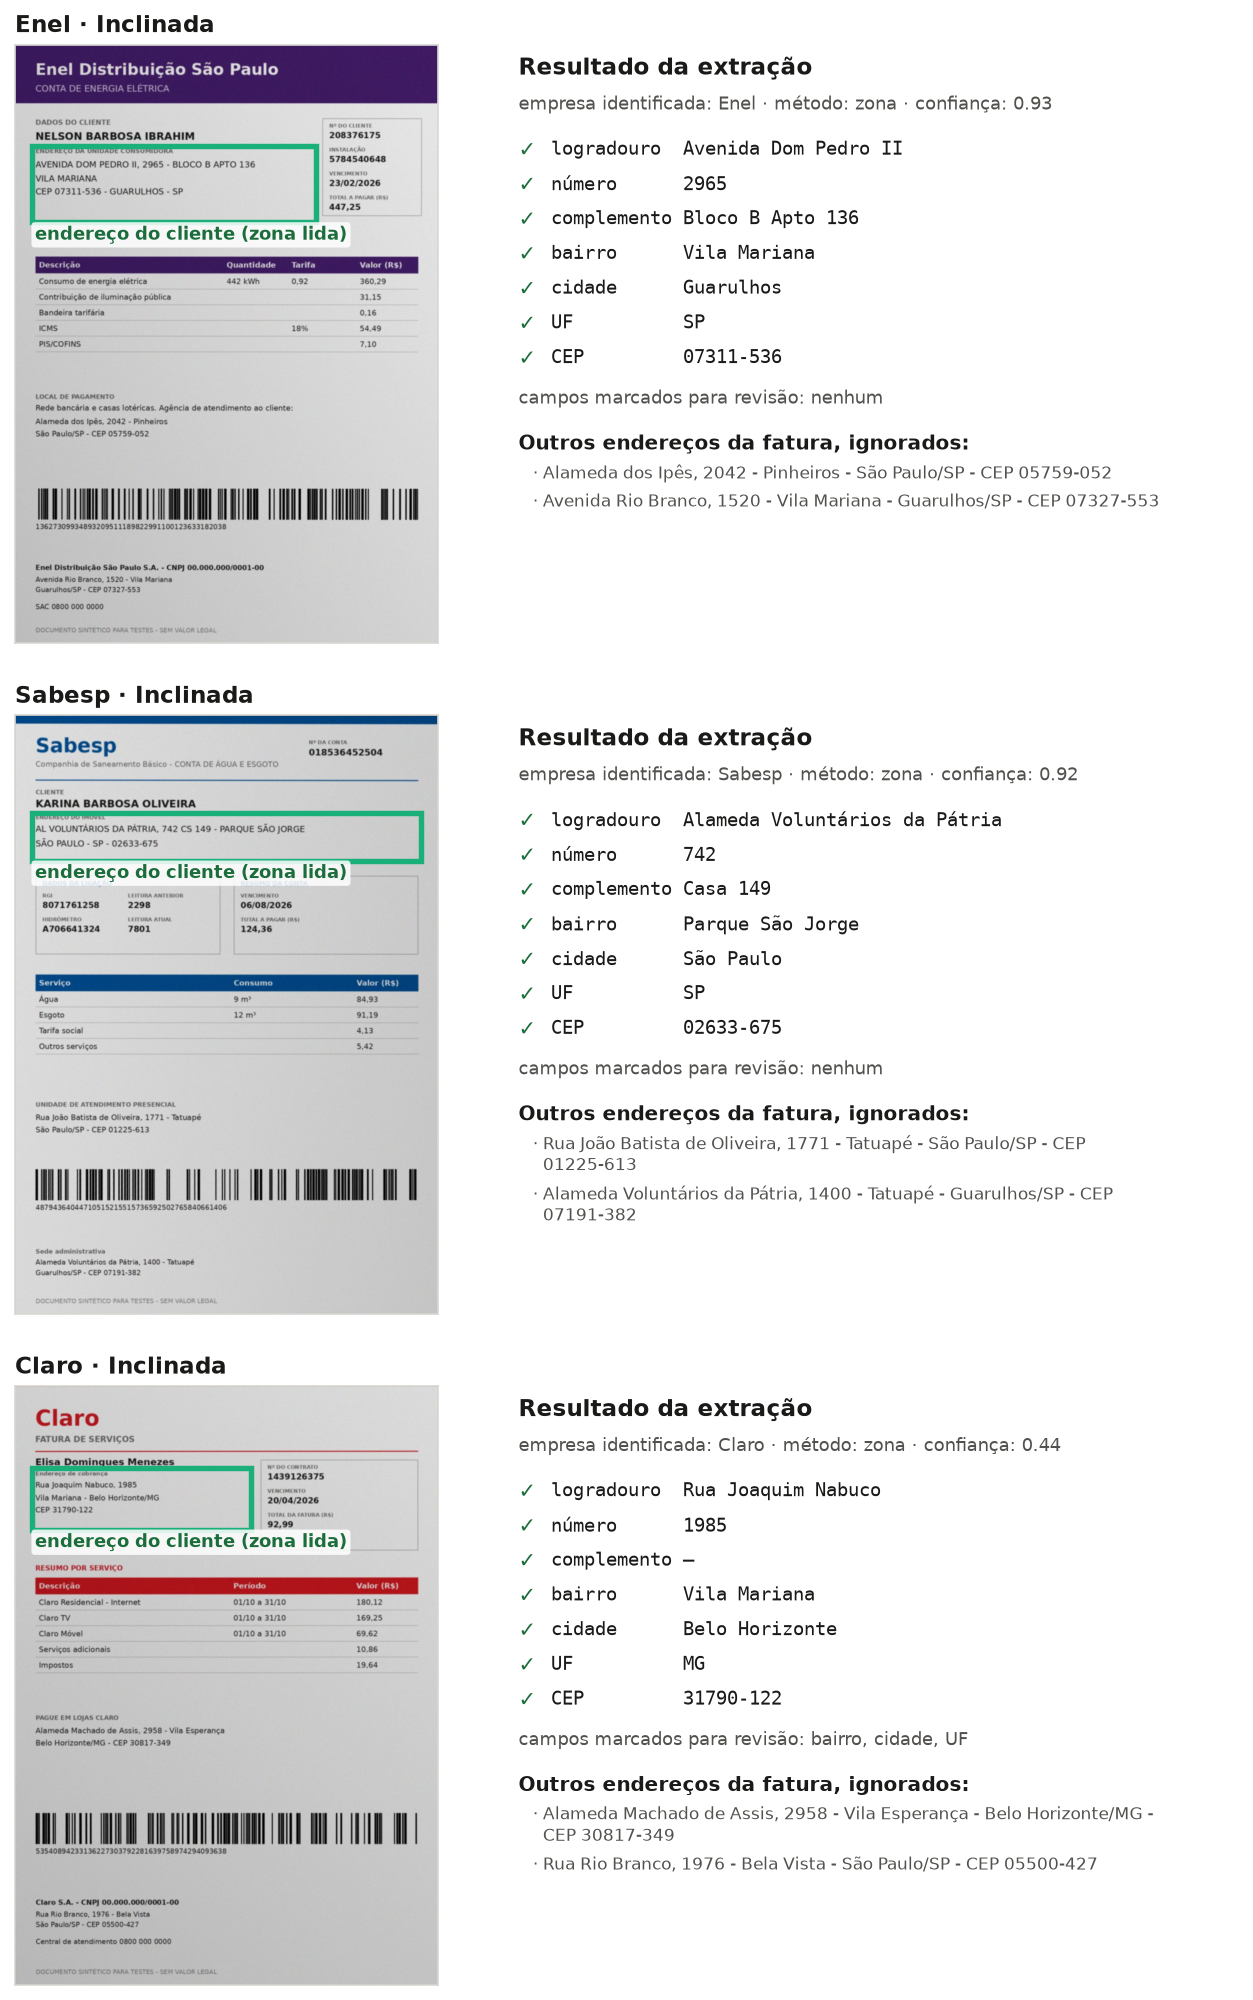 Enel · Inclinada
Enel Distribuição São Paulo
CONTA DE ENERGIA ELÉTRICA
DADOS DO CLIENTE
NELSON BARBOSA IBRAHIM
ENDEREÇO DA UNIDADE CONSUMIDORA
AVENIDA DOM PEDRO II, 2965 - BLOCO B APTO 136
VILA MARIANA
CEP 07311-536 - GUARULHOS - SP
Nº DO CLIENTE
208376175
INSTALAÇÃO
5784540648
VENCIMENTO
23/02/2026
TOTAL A PAGAR (R$)
447,25
endereço do cliente (zona lida)
Descrição Quantidade Tarifa Valor (R$)
Consumo de energia elétrica 442 kWh 0,92 360,29
Contribuição de iluminação pública 31,15
Bandeira tarifária 0,16
ICMS 18% 54,49
PIS/COFINS 7,10
LOCAL DE PAGAMENTO
Rede bancária e casas lotéricas. Agência de atendimento ao cliente:
Alameda dos Ipês, 2042 - Pinheiros
São Paulo/SP - CEP 05759-052
Enel Distribuição São Paulo S.A. - CNPJ 00.000.000/0001-00
Avenida Rio Branco, 1520 - Vila Mariana
Guarulhos/SP - CEP 07327-553
SAC 0800 000 0000
DOCUMENTO SINTÉTICO PARA TESTES - SEM VALOR LEGAL
Resultado da extração
empresa identificada: Enel · método: zona · confiança: 0.93
✓ logradouro Avenida Dom Pedro II
✓ número 2965
✓ complemento Bloco B Apto 136
✓ bairro Vila Mariana
✓ cidade Guarulhos
✓ UF SP
✓ CEP 07311-536
campos marcados para revisão: nenhum
Outros endereços da fatura, ignorados:
· Alameda dos Ipês, 2042 - Pinheiros - São Paulo/SP - CEP 05759-052
· Avenida Rio Branco, 1520 - Vila Mariana - Guarulhos/SP - CEP 07327-553
Sabesp · Inclinada
Sabesp
Companhia de Saneamento Básico - CONTA DE ÁGUA E ESGOTO
Nº DA CONTA
018536452504
CLIENTE
KARINA BARBOSA OLIVEIRA
ENDEREÇO DO IMÓVEL
AL VOLUNTÁRIOS DA PÁTRIA, 742 CS 149 - PARQUE SÃO JORGE
SÃO PAULO - SP - 02633-675
endereço do cliente (zona lida)
RGI LEITURA ANTERIOR
8071761258 2298
HIDRÔMETRO LEITURA ATUAL
A706641324 7801
VENCIMENTO
06/08/2026
TOTAL A PAGAR (R$)
124,36
Serviço Consumo Valor (R$)
Água 9 m³ 84,93
Esgoto 12 m³ 91,19
Tarifa social 4,13
Outros serviços 5,42
UNIDADE DE ATENDIMENTO PRESENCIAL
Rua João Batista de Oliveira, 1771 - Tatuapé
São Paulo/SP - CEP 01225-613
Sede administrativa
Alameda Voluntários da Pátria, 1400 - Tatuapé
Guarulhos/SP - CEP 07191-382
DOCUMENTO SINTÉTICO PARA TESTES - SEM VALOR LEGAL
Resultado da extração
empresa identificada: Sabesp · método: zona · confiança: 0.92
✓ logradouro Alameda Voluntários da Pátria
✓ número 742
✓ complemento Casa 149
✓ bairro Parque São Jorge
✓ cidade São Paulo
✓ UF SP
✓ CEP 02633-675
campos marcados para revisão: nenhum
Outros endereços da fatura, ignorados:
· Rua João Batista de Oliveira, 1771 - Tatuapé - São Paulo/SP - CEP
01225-613
· Alameda Voluntários da Pátria, 1400 - Tatuapé - Guarulhos/SP - CEP
07191-382
Claro · Inclinada
Claro
FATURA DE SERVIÇOS
Elisa Domingues Menezes
Endereço de cobrança
Rua Joaquim Nabuco, 1985
Vila Mariana - Belo Horizonte/MG
CEP 31790-122
Nº DO CONTRATO
1439126375
VENCIMENTO
20/04/2026
TOTAL DA FATURA (R$)
92,99
endereço do cliente (zona lida)
RESUMO POR SERVIÇO
Descrição Período Valor (R$)
Claro Residencial - Internet 01/10 a 31/10 180,12
Claro TV 01/10 a 31/10 169,25
Claro Móvel 01/10 a 31/10 69,62
Serviços adicionais 10,86
Impostos 19,64
PAGUE EM LOJAS CLARO
Alameda Machado de Assis, 2958 - Vila Esperança
Belo Horizonte/MG - CEP 30817-349
Claro S.A. - CNPJ 00.000.000/0001-00
Rua Rio Branco, 1976 - Bela Vista
São Paulo/SP - CEP 05500-427
Central de atendimento 0800 000 0000
DOCUMENTO SINTÉTICO PARA TESTES - SEM VALOR LEGAL
Resultado da extração
empresa identificada: Claro · método: zona · confiança: 0.44
✓ logradouro Rua Joaquim Nabuco
✓ número 1985
✓ complemento —
✓ bairro Vila Mariana
✓ cidade Belo Horizonte
✓ UF MG
✓ CEP 31790-122
campos marcados para revisão: bairro, cidade, UF
Outros endereços da fatura, ignorados:
· Alameda Machado de Assis, 2958 - Vila Esperança - Belo Horizonte/MG -
CEP 30817-349
· Rua Rio Branco, 1976 - Bela Vista - São Paulo/SP - CEP 05500-427